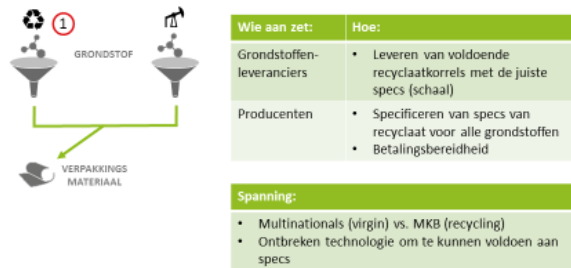 1
GRONDSTOF
VERPAKKINGS
MATERIAAL
Wie aan zet: Hoe:
Grondstoffen-
leveranciers
• Leveren van voldoende
recyclaatkorrels met de juiste
specs (schaal)
Producenten
• Specificeren van specs van
recyclaat voor alle grondstoffen
• Betalingsbereidheid
Spanning:
• Multinationals (virgin) vs. MKB (recycling)
• Ontbreken technologie om te kunnen voldoen aan
specs